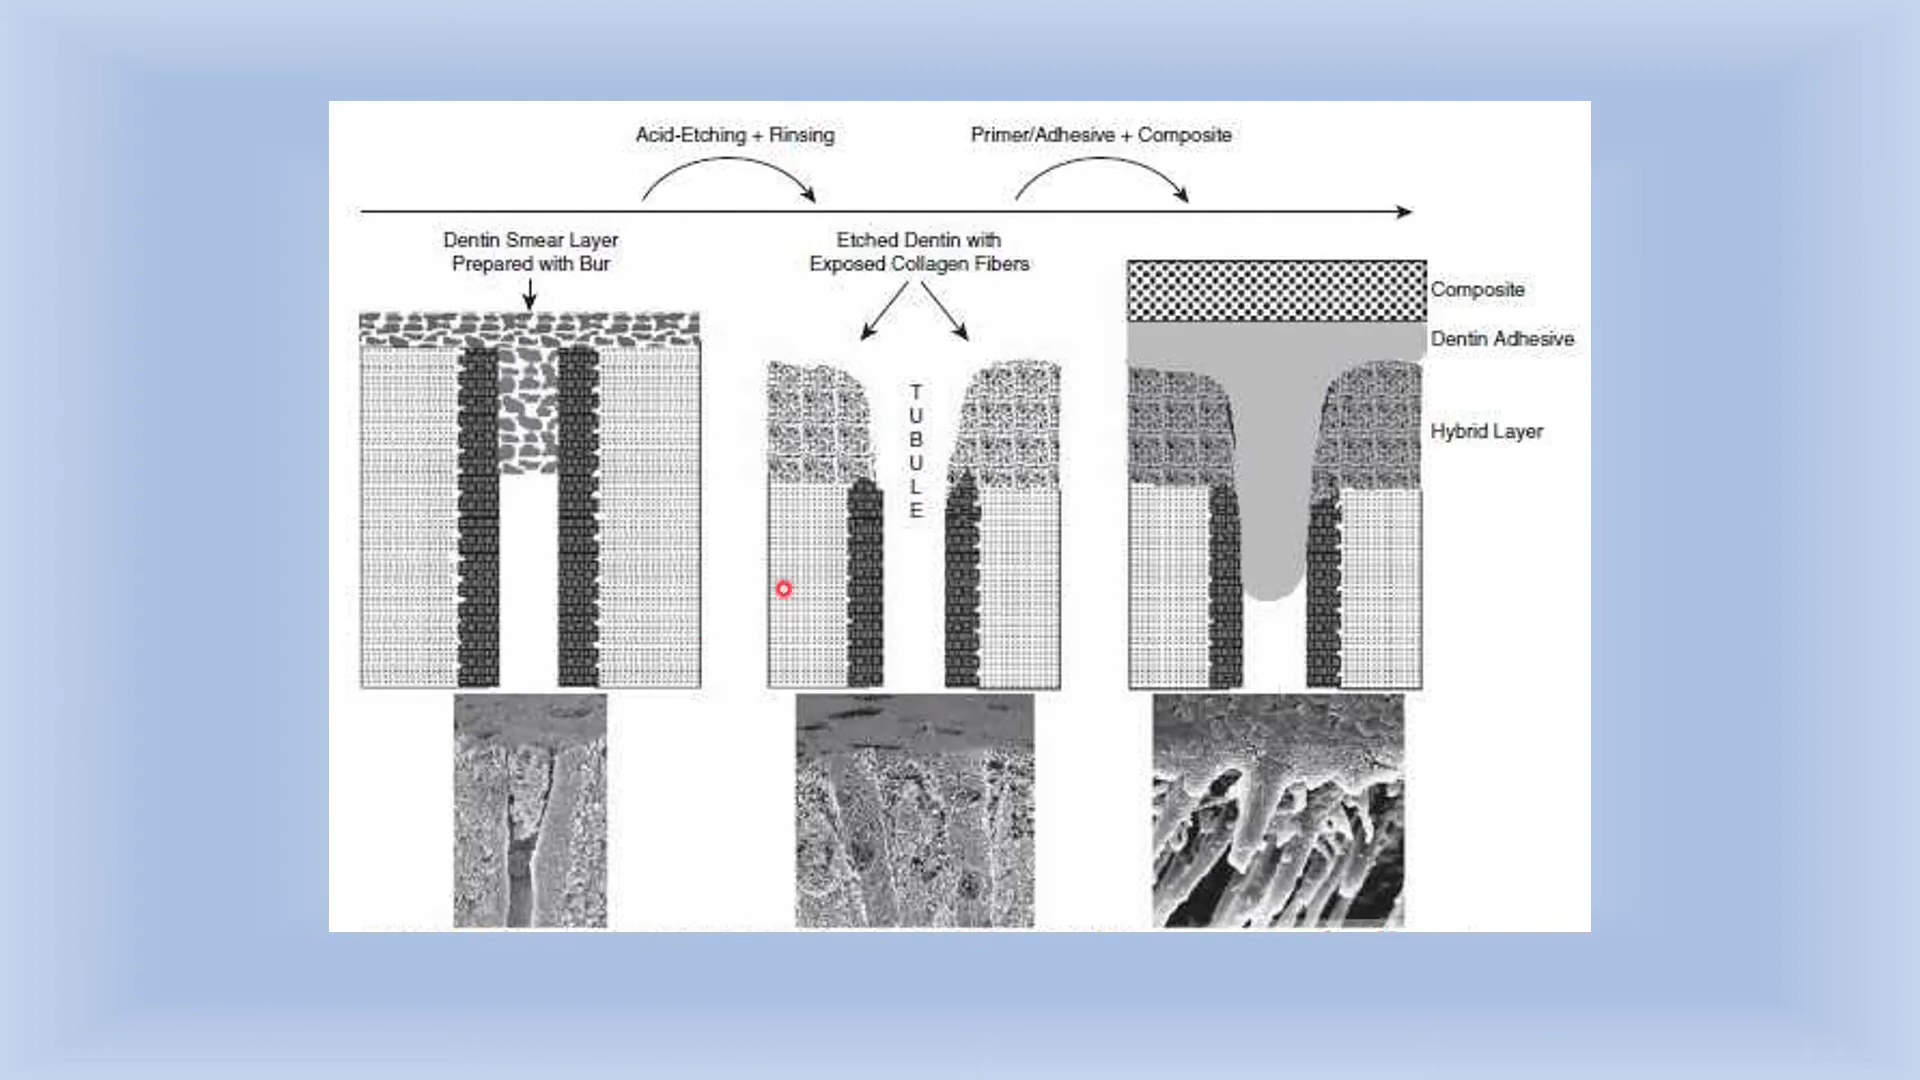 Acid-Etching + Rinsing
Primer/Adhesive + Composite
Dentin Smear Layer
Prepared with Bur
Etched Dentin with
Exposed Collagen Fibers
TUBULE
Composite
Dentin Adhesive
Hybrid Layer